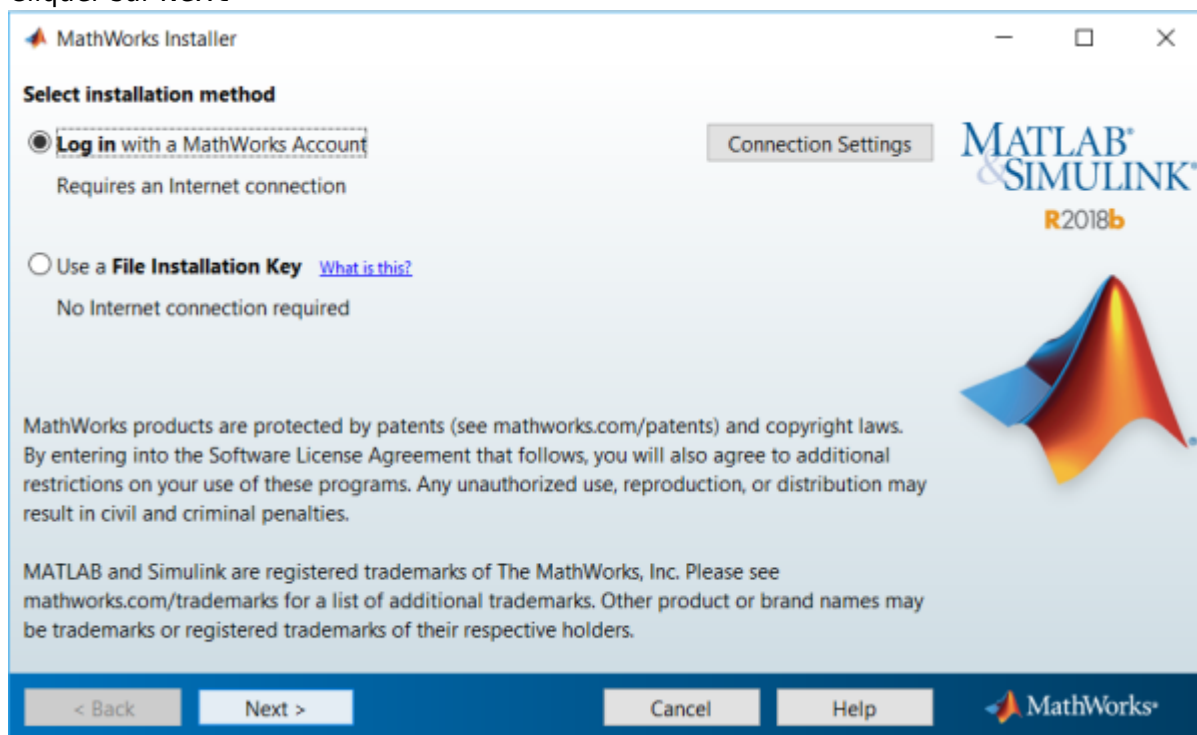 Cliquer sur Next
MathWorks Installer
Select installation method
Log in with a MathWorks Account
Connection Settings
Requires an Internet connection
Use a File Installation Key What is this?
No Internet connection required
MATLAB®
&SIMULINK®
R2018b
MathWorks products are protected by patents (see mathworks.com/patents) and copyright laws.
By entering into the Software License Agreement that follows, you will also agree to additional
restrictions on your use of these programs. Any unauthorized use, reproduction, or distribution may
result in civil and criminal penalties.
MATLAB and Simulink are registered trademarks of The MathWorks, Inc. Please see
mathworks.com/trademarks for a list of additional trademarks. Other product or brand names may
be trademarks or registered trademarks of their respective holders.
< Back Next > Cancel Help MathWorks®